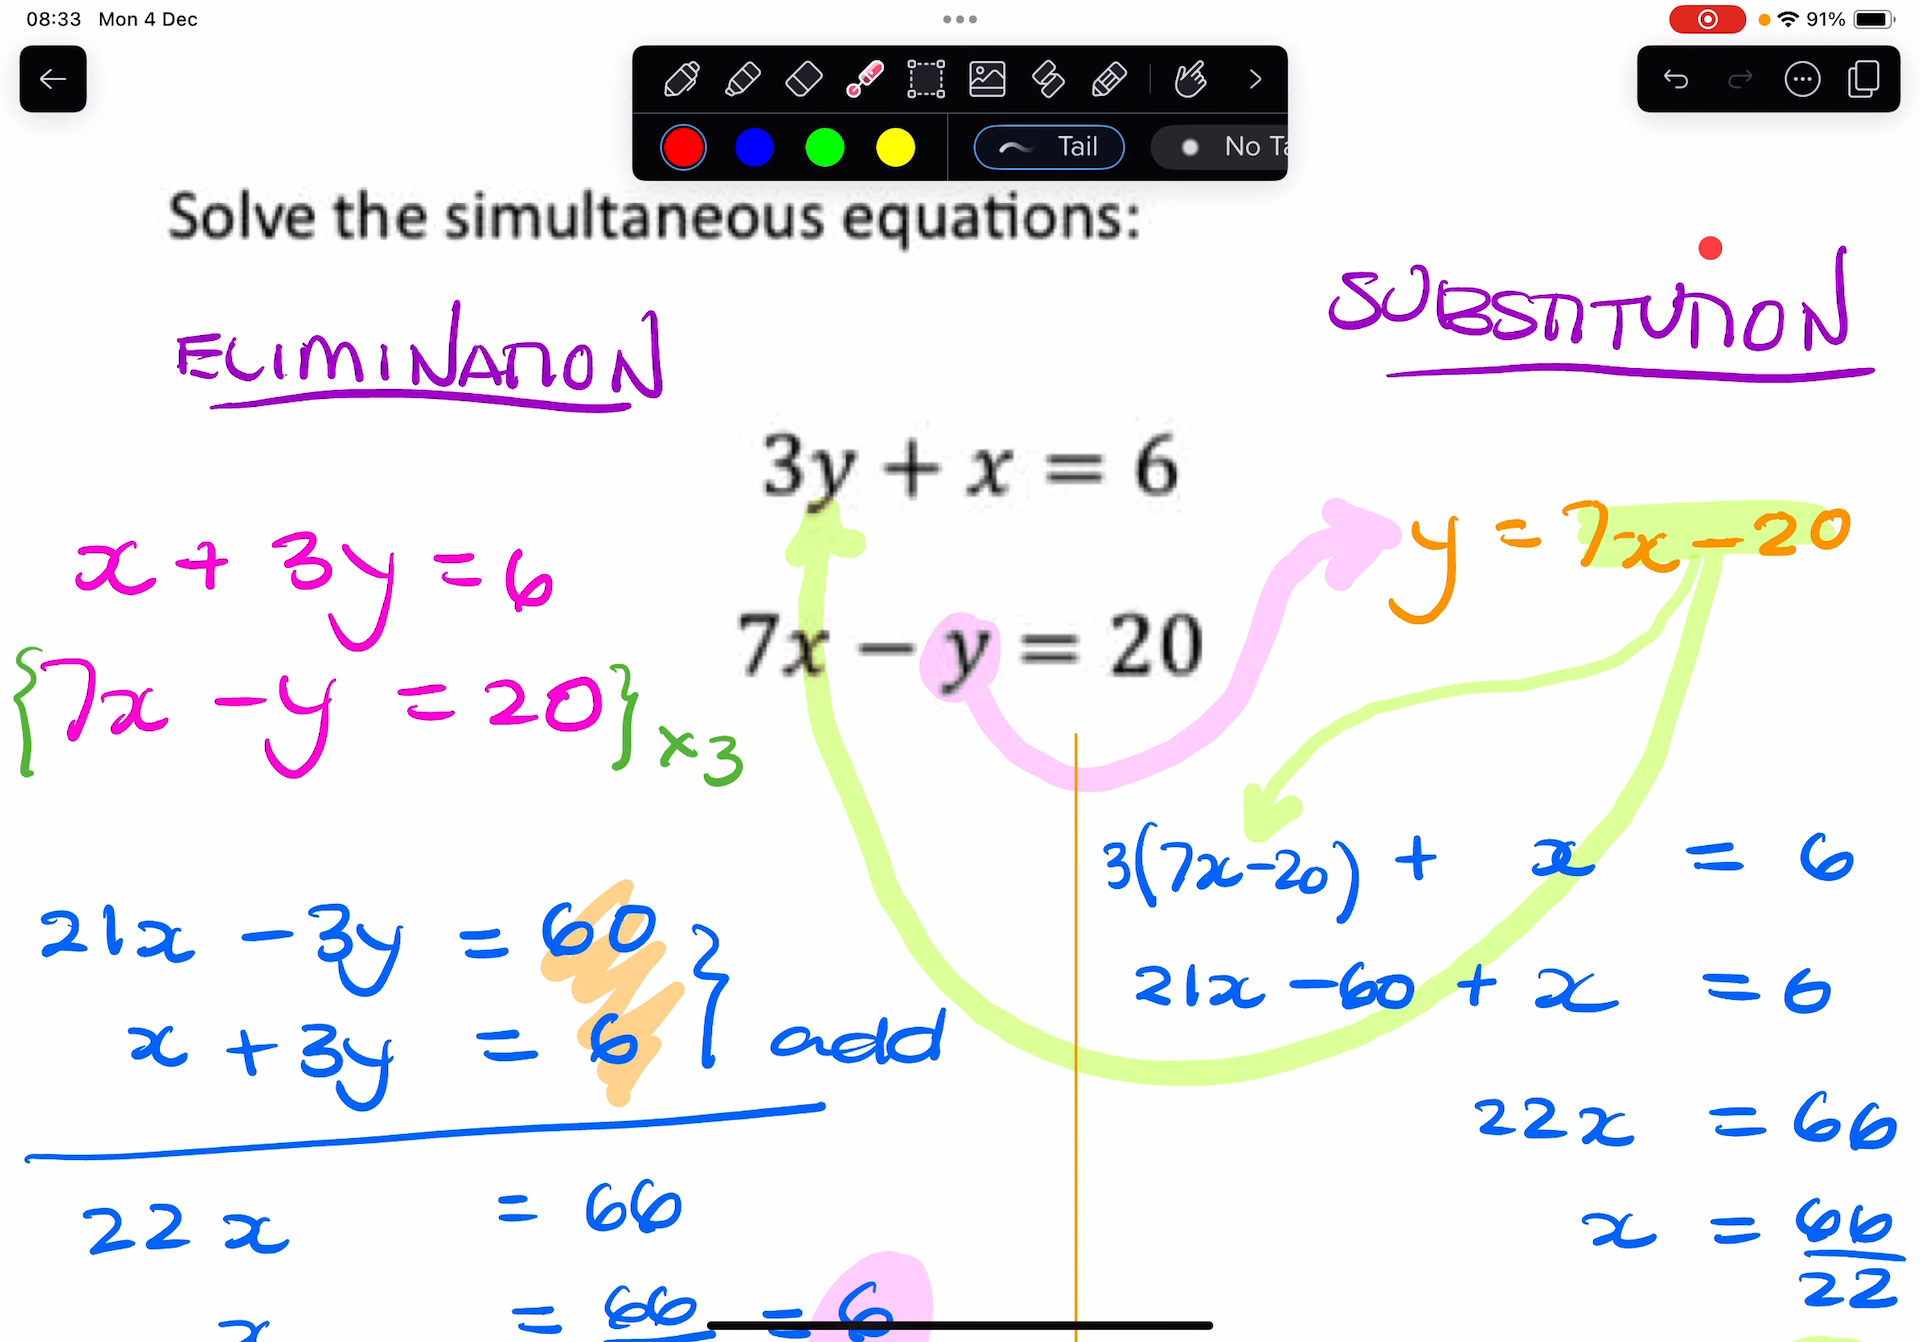 08:33 Mon 4 Dec
91%
Tail
No Ta
Solve the simultaneous equations:
ELIMINATION
SUBSTITUTION
3y + x = 6
7x − y = 20
x + 3y = 6
{7x − y = 20} ×3
21x − 3y = 60
x + 3y = 6
} add
22x = 66
x = 66 = 6
y = 7x − 20
3(7x−20) + x = 6
21x − 60 + x = 6
22x = 66
x = 66
22